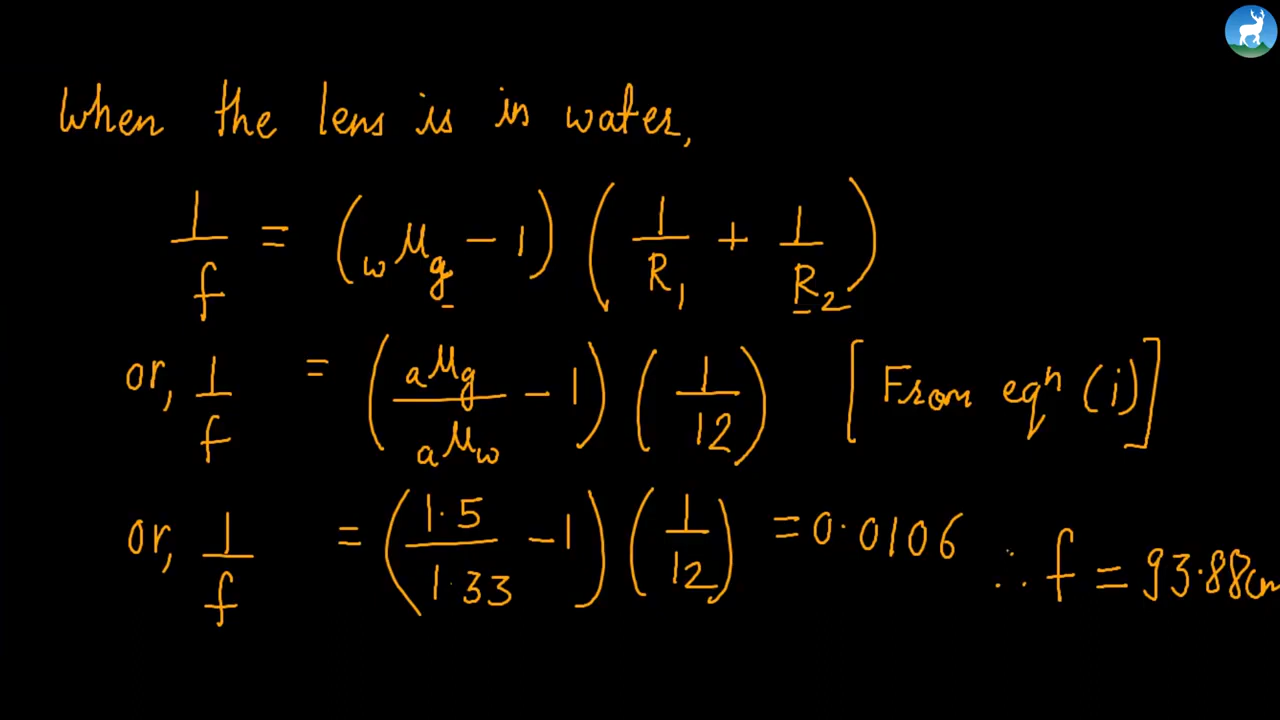 When the lens is in water,
1/f = (wμg - 1) (1/R1 + 1/R2)
or, 1/f = (aμg/aμw - 1) (1/12) [From eqⁿ (i)]
or, 1/f = (1.5/1.33 - 1) (1/12) = 0.0106 ∴ f = 93.88cm